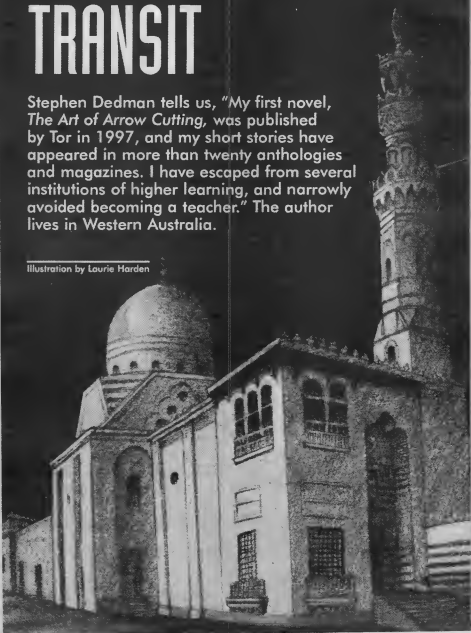 TRANSIT
Stephen Dedman tells us, "My first novel,
The Art of Arrow Cutting, was published
by Tor in 1997, and my short stories have
appeared in more than twenty anthologies
and magazines. I have escaped from several
institutions of higher learning, and narrowly
avoided becoming a teacher." The author
lives in Western Australia.
Illustration by Laurie Harden